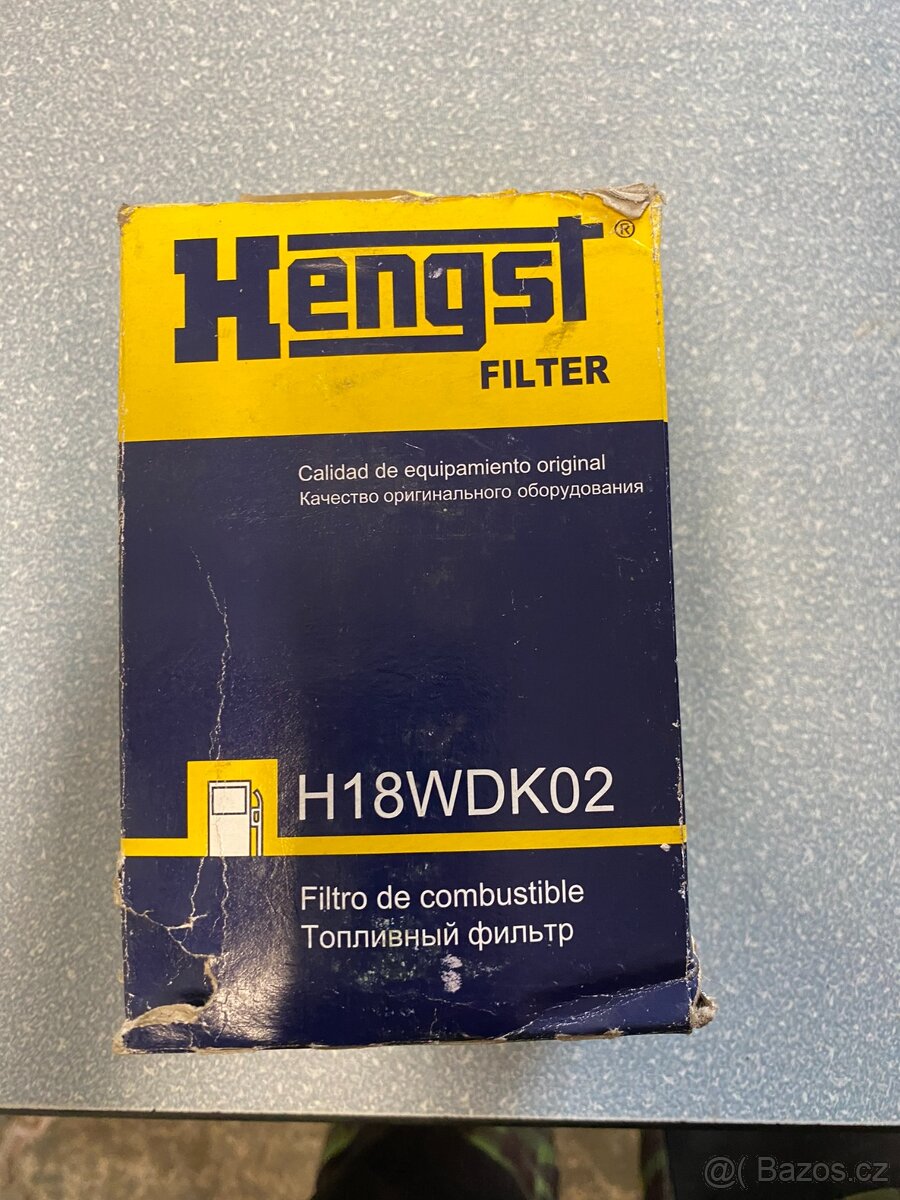 Hengst®
FILTER
Calidad de equipamiento original
Качество оригинального оборудования
H18WDK02
Filtro de combustible
Топливный фильтр
@( Bazos.cz